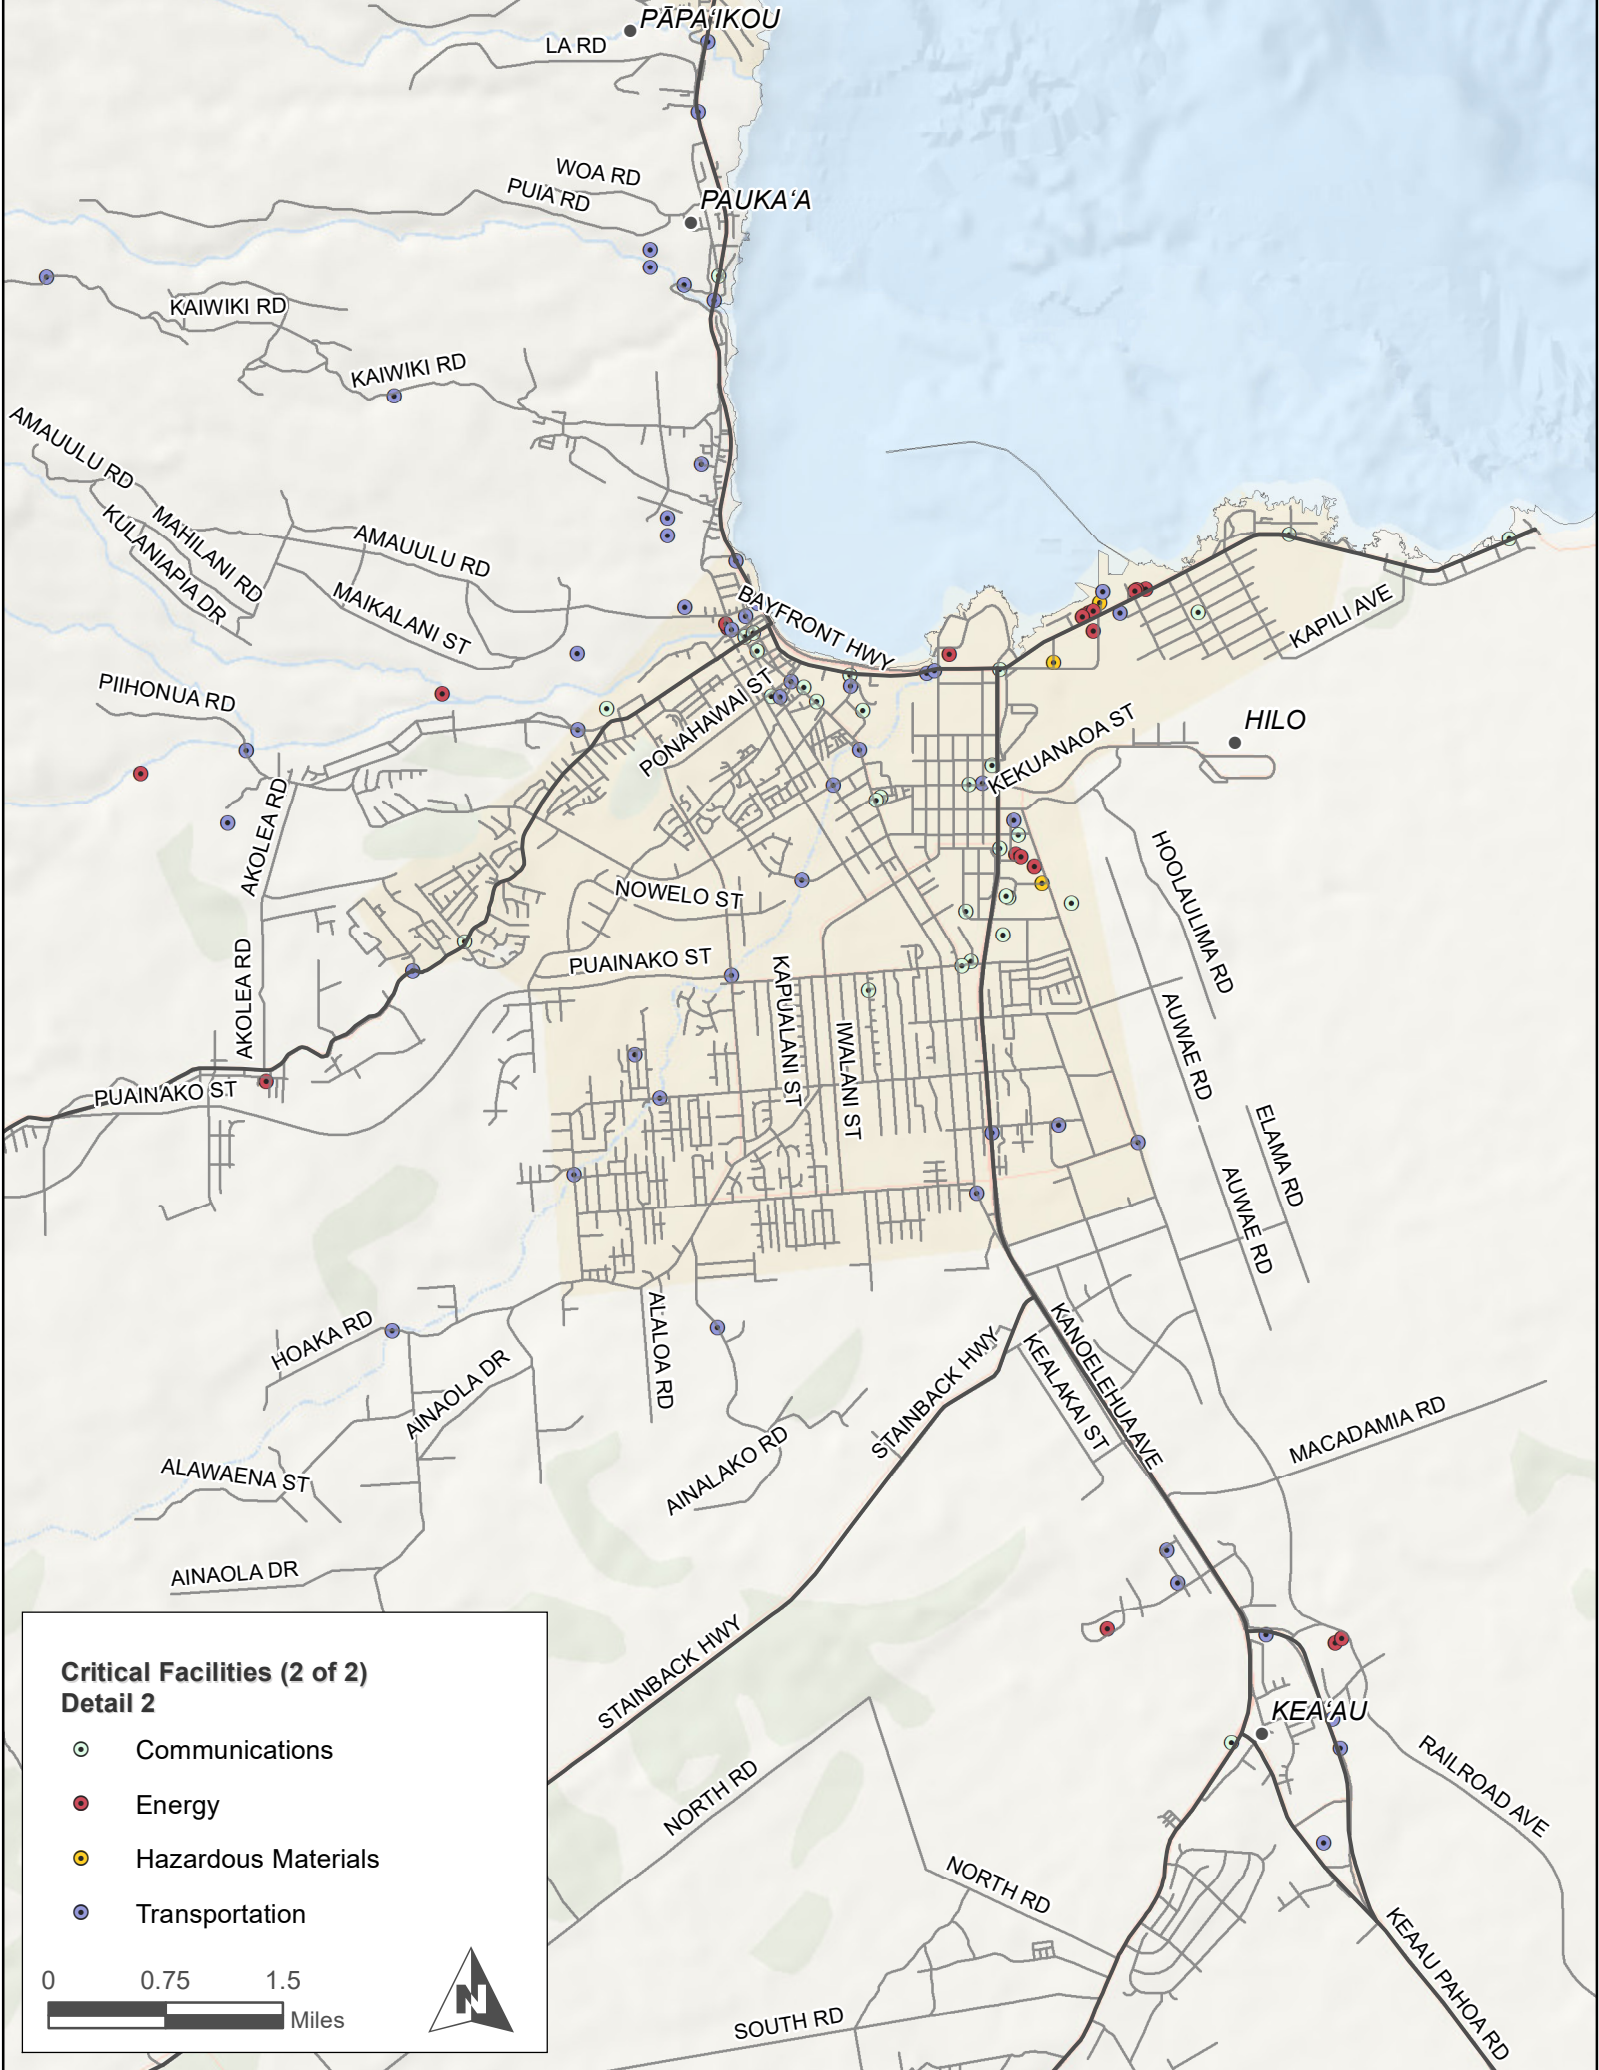 PĀPAʻIKOU
LA RD
WOA RD
PUIA RD
PAUKAʻA
KAIWIKI RD
KAIWIKI RD
AMAUULU RD
MAHILANI RD
KULANIAPIA DR
AMAUULU RD
MAIKALANI ST
BAYFRONT HWY
KAPILI AVE
PIIHONUA RD
PONAHAWAI ST
KEKUANAOA ST
HILO
AKOLEA RD
HOOLAULIMA RD
NOWELO ST
PUAINAKO ST
AKOLEA RD
KAPUALANI ST
IWALANI ST
AUWAE RD
PUAINAKO ST
ELAMA RD
AUWAE RD
HOAKA RD
ALALOA RD
AINAOLA DR
STAINBACK HWY
KANOELEHUA AVE
KEALAKAI ST
MACADAMIA RD
AINALAKO RD
ALAWAENA ST
AINAOLA DR
STAINBACK HWY
KEAʻAU
NORTH RD
RAILROAD AVE
NORTH RD
KEAAU PAHOA RD
SOUTH RD
Critical Facilities (2 of 2)
Detail 2
Communications
Energy
Hazardous Materials
Transportation
0 0.75 1.5
Miles
N